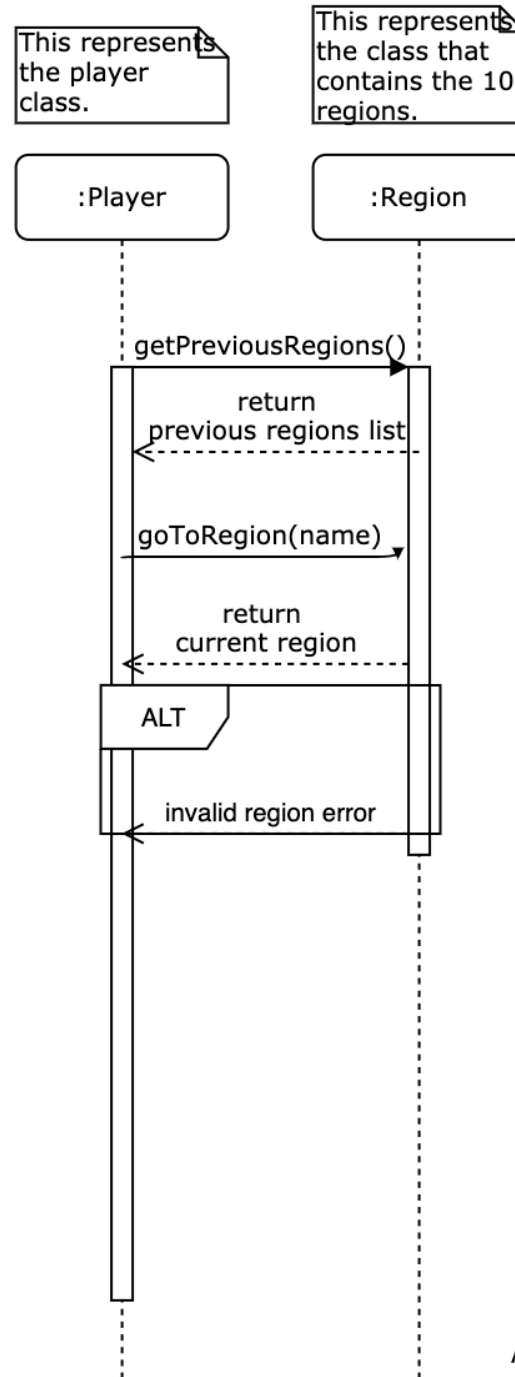 This represents
the player
class.
This represents
the class that
contains the 10
regions.
:Player
:Region
getPreviousRegions()
return
previous regions list
goToRegion(name)
return
current region
ALT
invalid region error